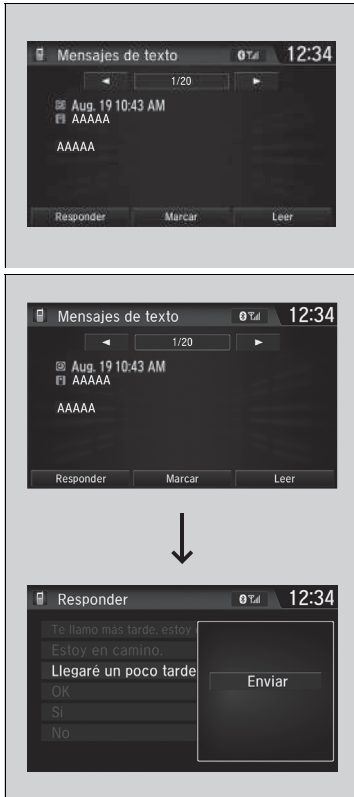 Mensajes de texto 12:34
1/20
Aug. 19 10:43 AM
AAAAA
AAAAA
Responder Marcar Leer
Mensajes de texto 12:34
1/20
Aug. 19 10:43 AM
AAAAA
AAAAA
Responder Marcar Leer
Responder 12:34
Te llamo más tarde, estoy
Estoy en camino.
Llegaré un poco tarde
Enviar
OK
Sí
No